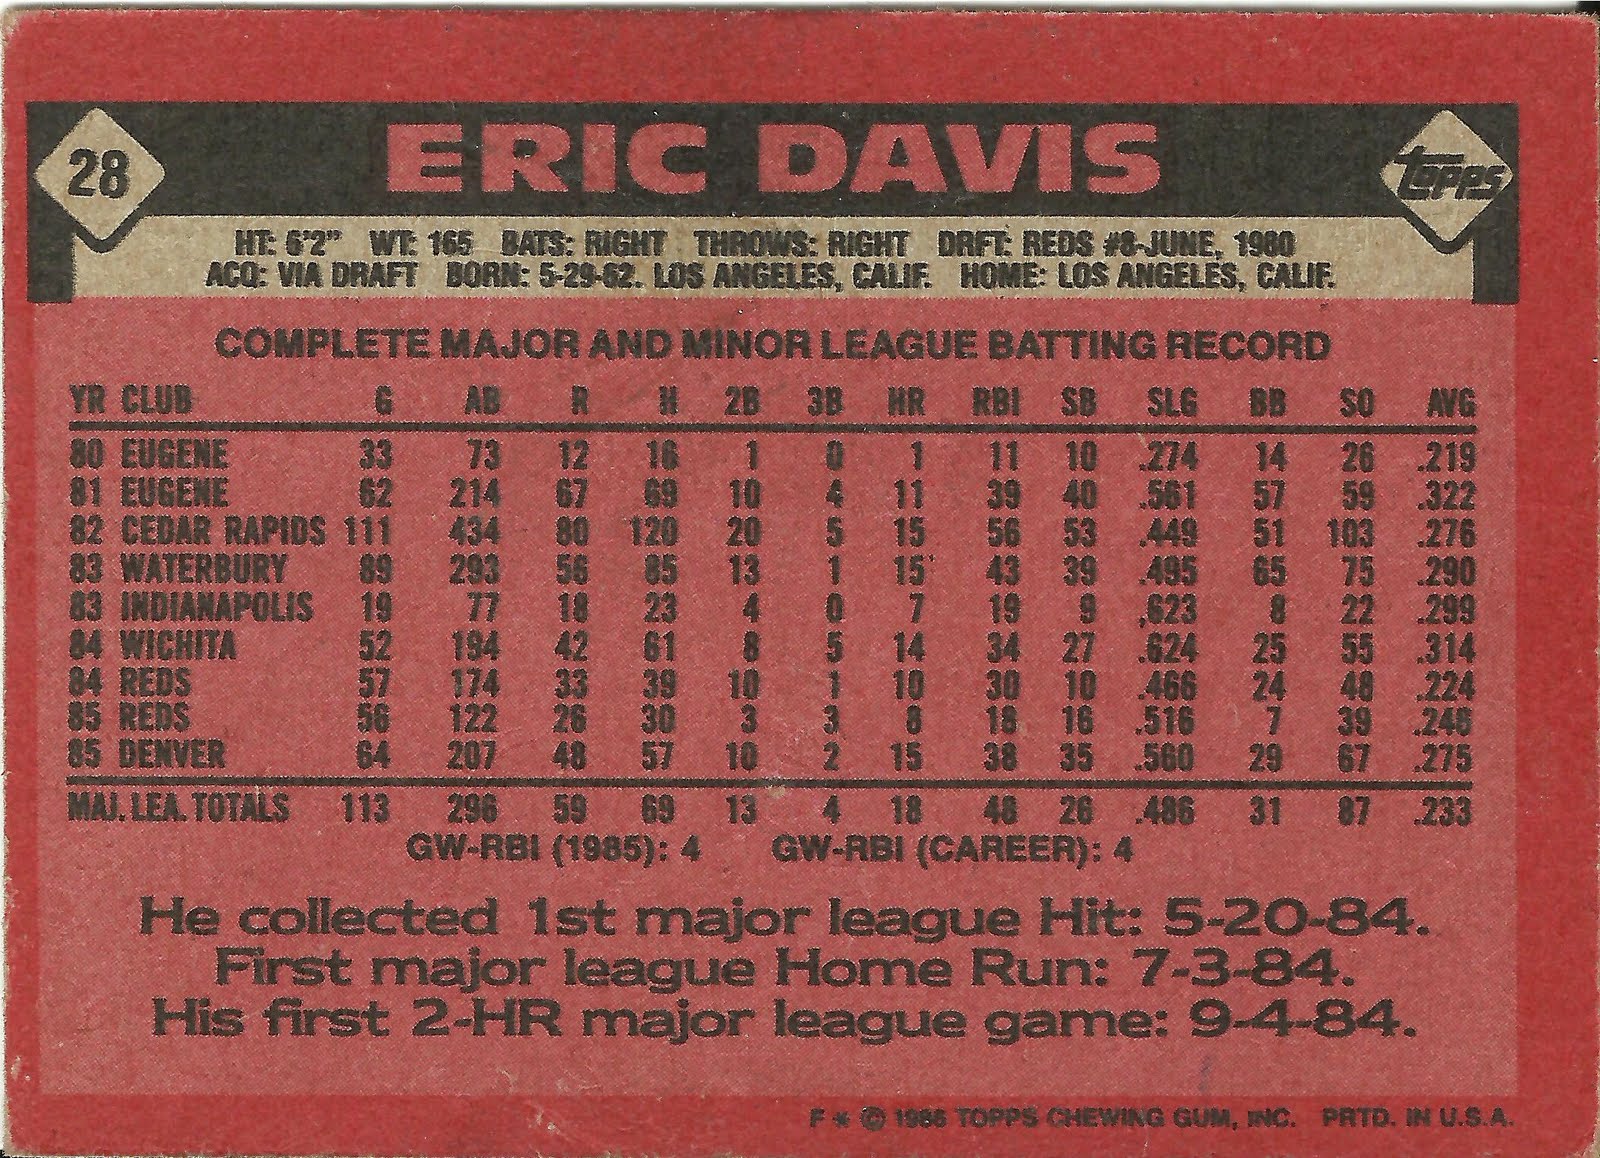 28 ERIC DAVIS TOPPS
HT: 6'2" WT: 165 BATS: RIGHT THROWS: RIGHT DRFT: REDS #8-JUNE, 1980
ACQ: VIA DRAFT BORN: 5-29-62. LOS ANGELES, CALIF. HOME: LOS ANGELES, CALIF.
COMPLETE MAJOR AND MINOR LEAGUE BATTING RECORD
YR CLUB G AB R H 2B 3B HR RBI SB SLG BB SO AVG
80 EUGENE 33 73 12 16 1 0 1 11 10 .274 14 26 .219
81 EUGENE 62 214 67 69 10 4 11 39 40 .561 57 59 .322
82 CEDAR RAPIDS 111 434 80 120 20 5 15 56 53 .449 51 103 .276
83 WATERBURY 89 293 56 85 13 1 15 43 39 .495 65 75 .290
83 INDIANAPOLIS 19 77 18 23 4 0 7 19 9 .623 8 22 .299
84 WICHITA 52 194 42 61 8 5 14 34 27 .624 25 55 .314
84 REDS 57 174 33 39 10 1 10 30 10 .466 24 48 .224
85 REDS 56 122 26 30 3 3 8 18 16 .516 7 39 .246
85 DENVER 64 207 48 57 10 2 15 38 35 .560 29 67 .275
MAJ. LEA. TOTALS 113 296 59 69 13 4 18 48 26 .486 31 87 .233
GW-RBI (1985): 4 GW-RBI (CAREER): 4
He collected 1st major league Hit: 5-20-84.
First major league Home Run: 7-3-84.
His first 2-HR major league game: 9-4-84.
F * © 1986 TOPPS CHEWING GUM, INC. PRTD. IN U.S.A.